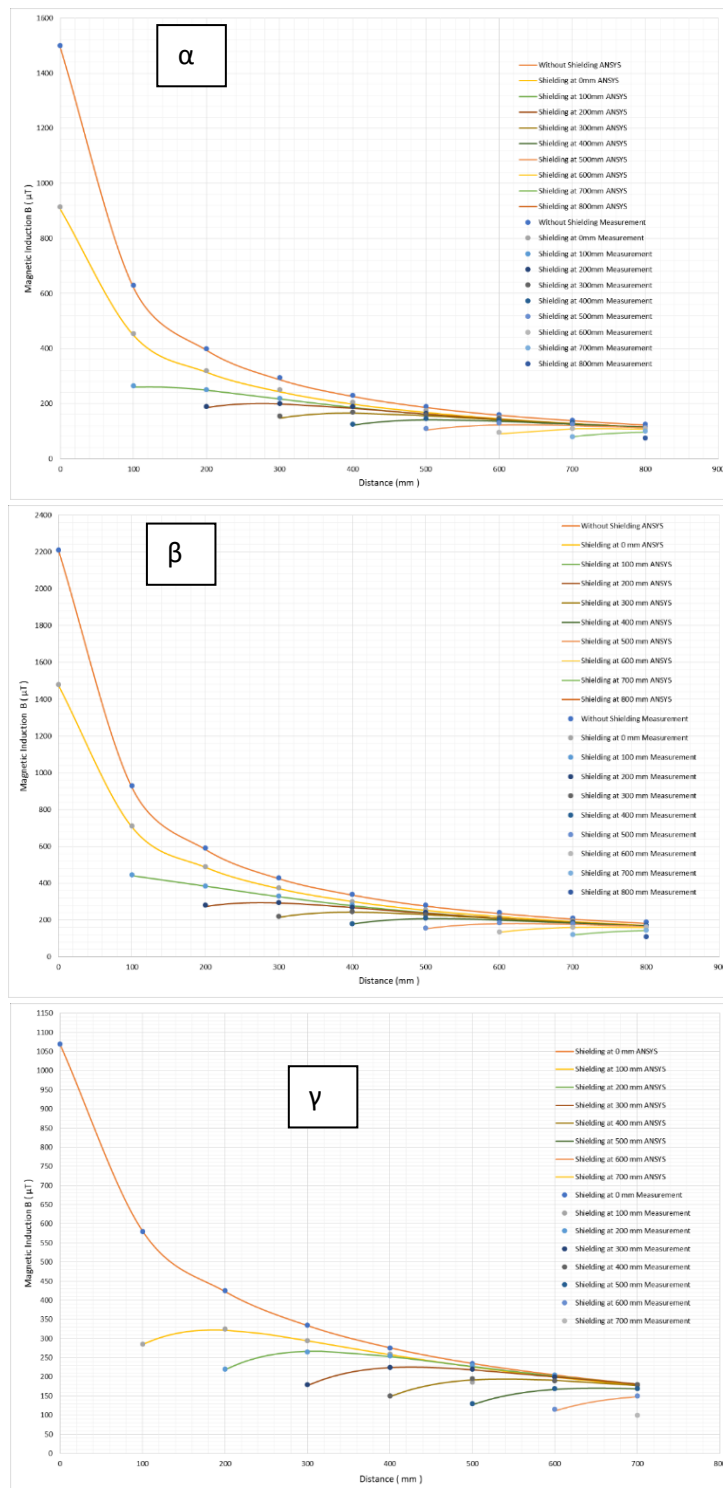 α
1600
1400
1200
1000
800
600
400
200
0
0 100 200 300 400 500 600 700 800 900
Magnetic Induction B ( μT )
Distance (mm )
Without Shielding ANSYS
Shielding at 0mm ANSYS
Shielding at 100mm ANSYS
Shielding at 200mm ANSYS
Shielding at 300mm ANSYS
Shielding at 400mm ANSYS
Shielding at 500mm ANSYS
Shielding at 600mm ANSYS
Shielding at 700mm ANSYS
Shielding at 800mm ANSYS
Without Shielding Measurement
Shielding at 0mm Measurement
Shielding at 100mm Measurement
Shielding at 200mm Measurement
Shielding at 300mm Measurement
Shielding at 400mm Measurement
Shielding at 500mm Measurement
Shielding at 600mm Measurement
Shielding at 700mm Measurement
Shielding at 800mm Measurement
β
2400
2200
2000
1800
1600
1400
1200
1000
800
600
400
200
0
0 100 200 300 400 500 600 700 800 900
Magnetic Induction B ( μT )
Distance ( mm )
Without Shielding ANSYS
Shielding at 0 mm ANSYS
Shielding at 100 mm ANSYS
Shielding at 200 mm ANSYS
Shielding at 300 mm ANSYS
Shielding at 400 mm ANSYS
Shielding at 500 mm ANSYS
Shielding at 600 mm ANSYS
Shielding at 700 mm ANSYS
Shielding at 800 mm ANSYS
Without Shielding Measurement
Shielding at 0 mm Measurement
Shielding at 100 mm Measurement
Shielding at 200 mm Measurement
Shielding at 300 mm Measurement
Shielding at 400 mm Measurement
Shielding at 500 mm Measurement
Shielding at 600 mm Measurement
Shielding at 700 mm Measurement
Shielding at 800 mm Measurement
γ
1150
1100
1050
1000
950
900
850
800
750
700
650
600
550
500
450
400
350
300
250
200
150
100
50
0
0 100 200 300 400 500 600 700 800
Magnetic Induction B ( μT )
Distance ( mm )
Shielding at 0 mm ANSYS
Shielding at 100 mm ANSYS
Shielding at 200 mm ANSYS
Shielding at 300 mm ANSYS
Shielding at 400 mm ANSYS
Shielding at 500 mm ANSYS
Shielding at 600 mm ANSYS
Shielding at 700 mm ANSYS
Shielding at 0 mm Measurement
Shielding at 100 mm Measurement
Shielding at 200 mm Measurement
Shielding at 300 mm Measurement
Shielding at 400 mm Measurement
Shielding at 500 mm Measurement
Shielding at 600 mm Measurement
Shielding at 700 mm Measurement